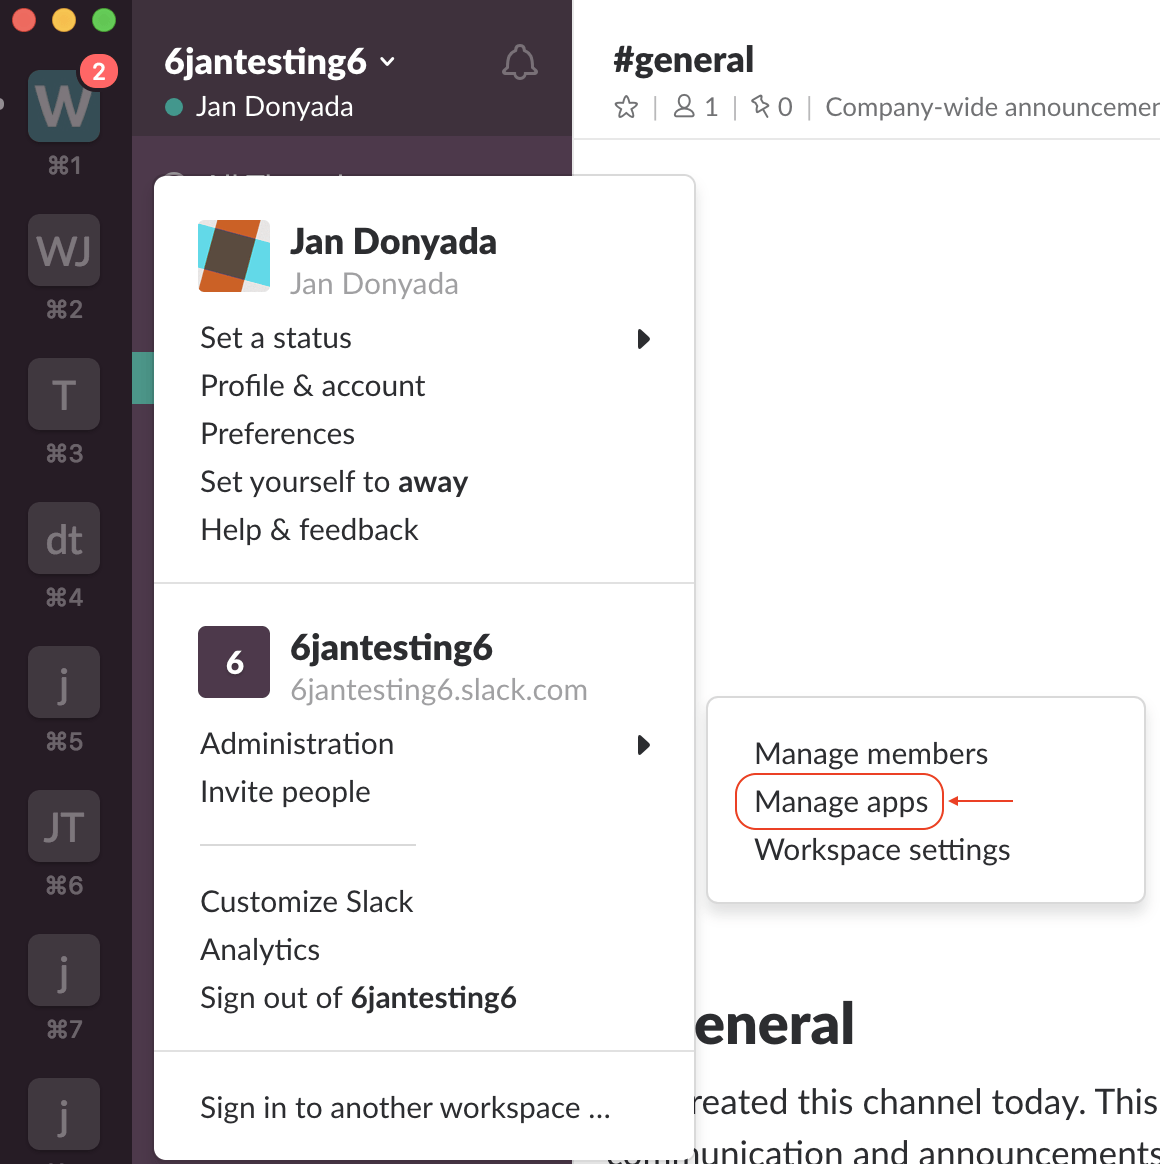 2
W
⌘1
WJ
⌘2
T
⌘3
dt
⌘4
j
⌘5
JT
⌘6
j
⌘7
j
6jantesting6
Jan Donyada
#general
1
0
Company-wide announcemen
Jan Donyada
Jan Donyada
Set a status
Profile & account
Preferences
Set yourself to away
Help & feedback
6
6jantesting6
6jantesting6.slack.com
Administration
Invite people
Customize Slack
Analytics
Sign out of 6jantesting6
Sign in to another workspace ...
Manage members
Manage apps
Workspace settings
eneral
reated this channel today. This
munication and announcements